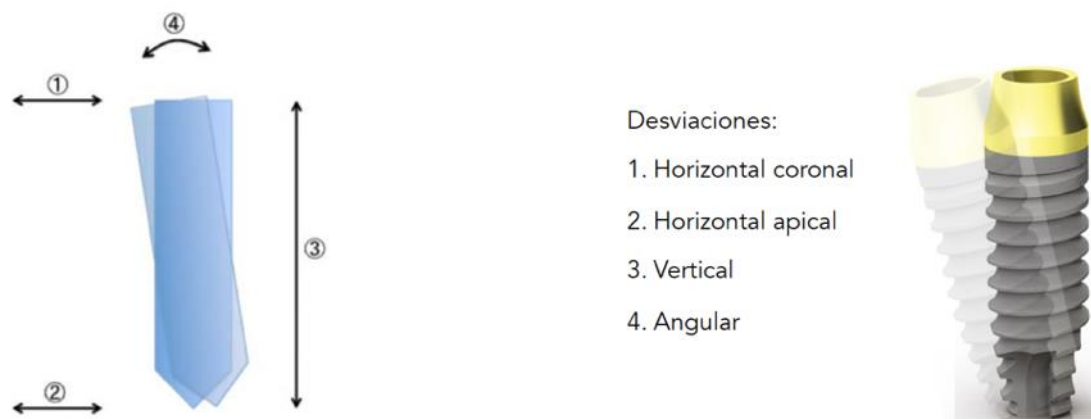 ④
①
③
②
Desviaciones:
1. Horizontal coronal
2. Horizontal apical
3. Vertical
4. Angular